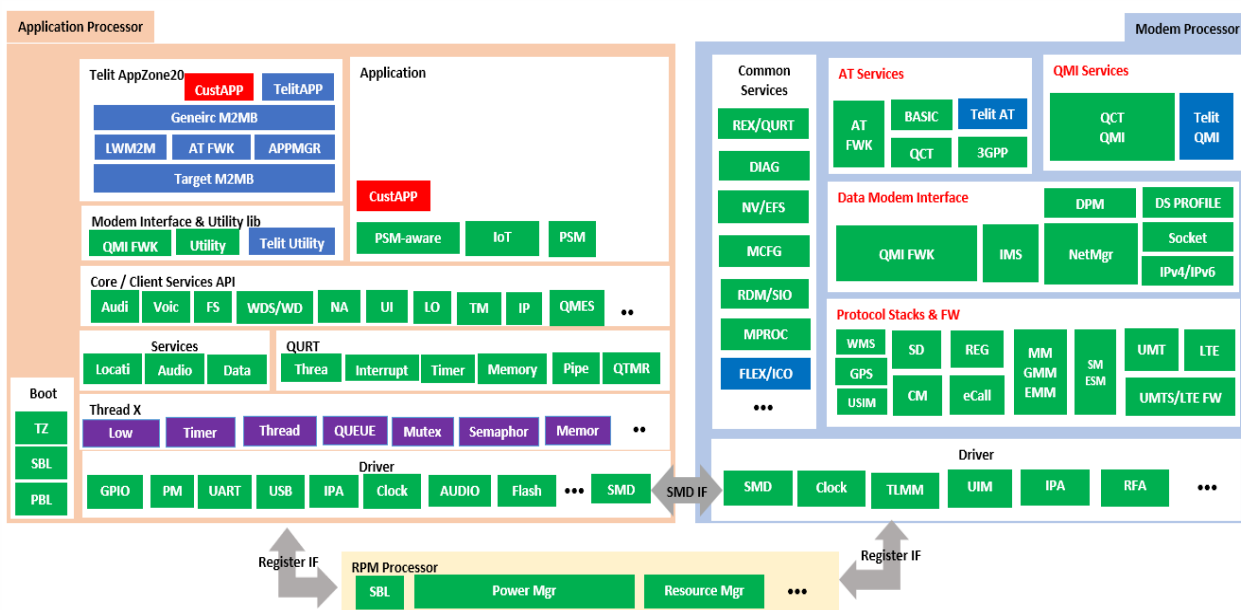 Application Processor
Telit AppZone20
CustAPP
TelitAPP
Geneirc M2MB
LWM2M
AT FWK
APPMGR
Target M2MB
Modem Interface & Utility lib
QMI FWK
Utility
Telit Utility
Application
CustAPP
PSM-aware
IoT
PSM
Core / Client Services API
Audi
Voic
FS
WDS/WD
NA
UI
LO
TM
IP
QMES
••
Services
Locati
Audio
Data
QURT
Threa
Interrupt
Timer
Memory
Pipe
QTMR
Boot
TZ
SBL
PBL
Thread X
Low
Timer
Thread
QUEUE
Mutex
Semaphor
Memor
••
Driver
GPIO
PM
UART
USB
IPA
Clock
AUDIO
Flash
•••
SMD
SMD IF
Modem Processor
Common
Services
REX/QURT
DIAG
NV/EFS
MCFG
RDM/SIO
MPROC
FLEX/ICO
•••
AT Services
AT
FWK
BASIC
Telit AT
QCT
3GPP
QMI Services
QCT
QMI
Telit
QMI
Data Modem Interface
QMI FWK
IMS
DPM
NetMgr
DS PROFILE
Socket
IPv4/IPv6
Protocol Stacks & FW
WMS
GPS
USIM
SD
CM
REG
eCall
MM
GMM
EMM
SM
ESM
UMT
LTE
UMTS/LTE FW
Driver
SMD
Clock
TLMM
UIM
IPA
RFA
•••
Register IF
Register IF
RPM Processor
SBL
Power Mgr
Resource Mgr
•••